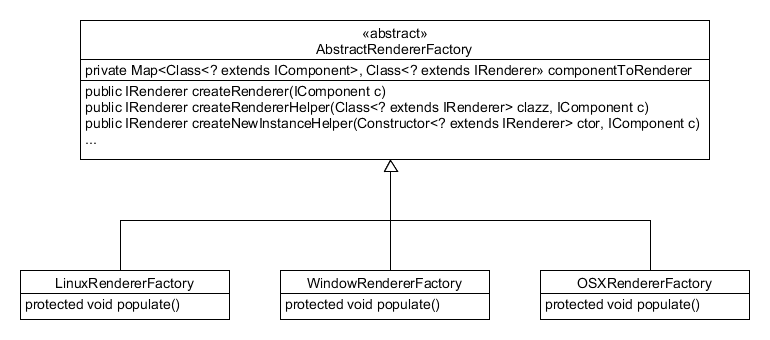 «abstract»
AbstractRendererFactory
private Map<Class<? extends IComponent>, Class<? extends IRenderer» componentToRenderer
public IRenderer createRenderer(IComponent c)
public IRenderer createRendererHelper(Class<? extends IRenderer> clazz, IComponent c)
public IRenderer createNewInstanceHelper(Constructor<? extends IRenderer> ctor, IComponent c)
...
LinuxRendererFactory
protected void populate()
WindowRendererFactory
protected void populate()
OSXRendererFactory
protected void populate()